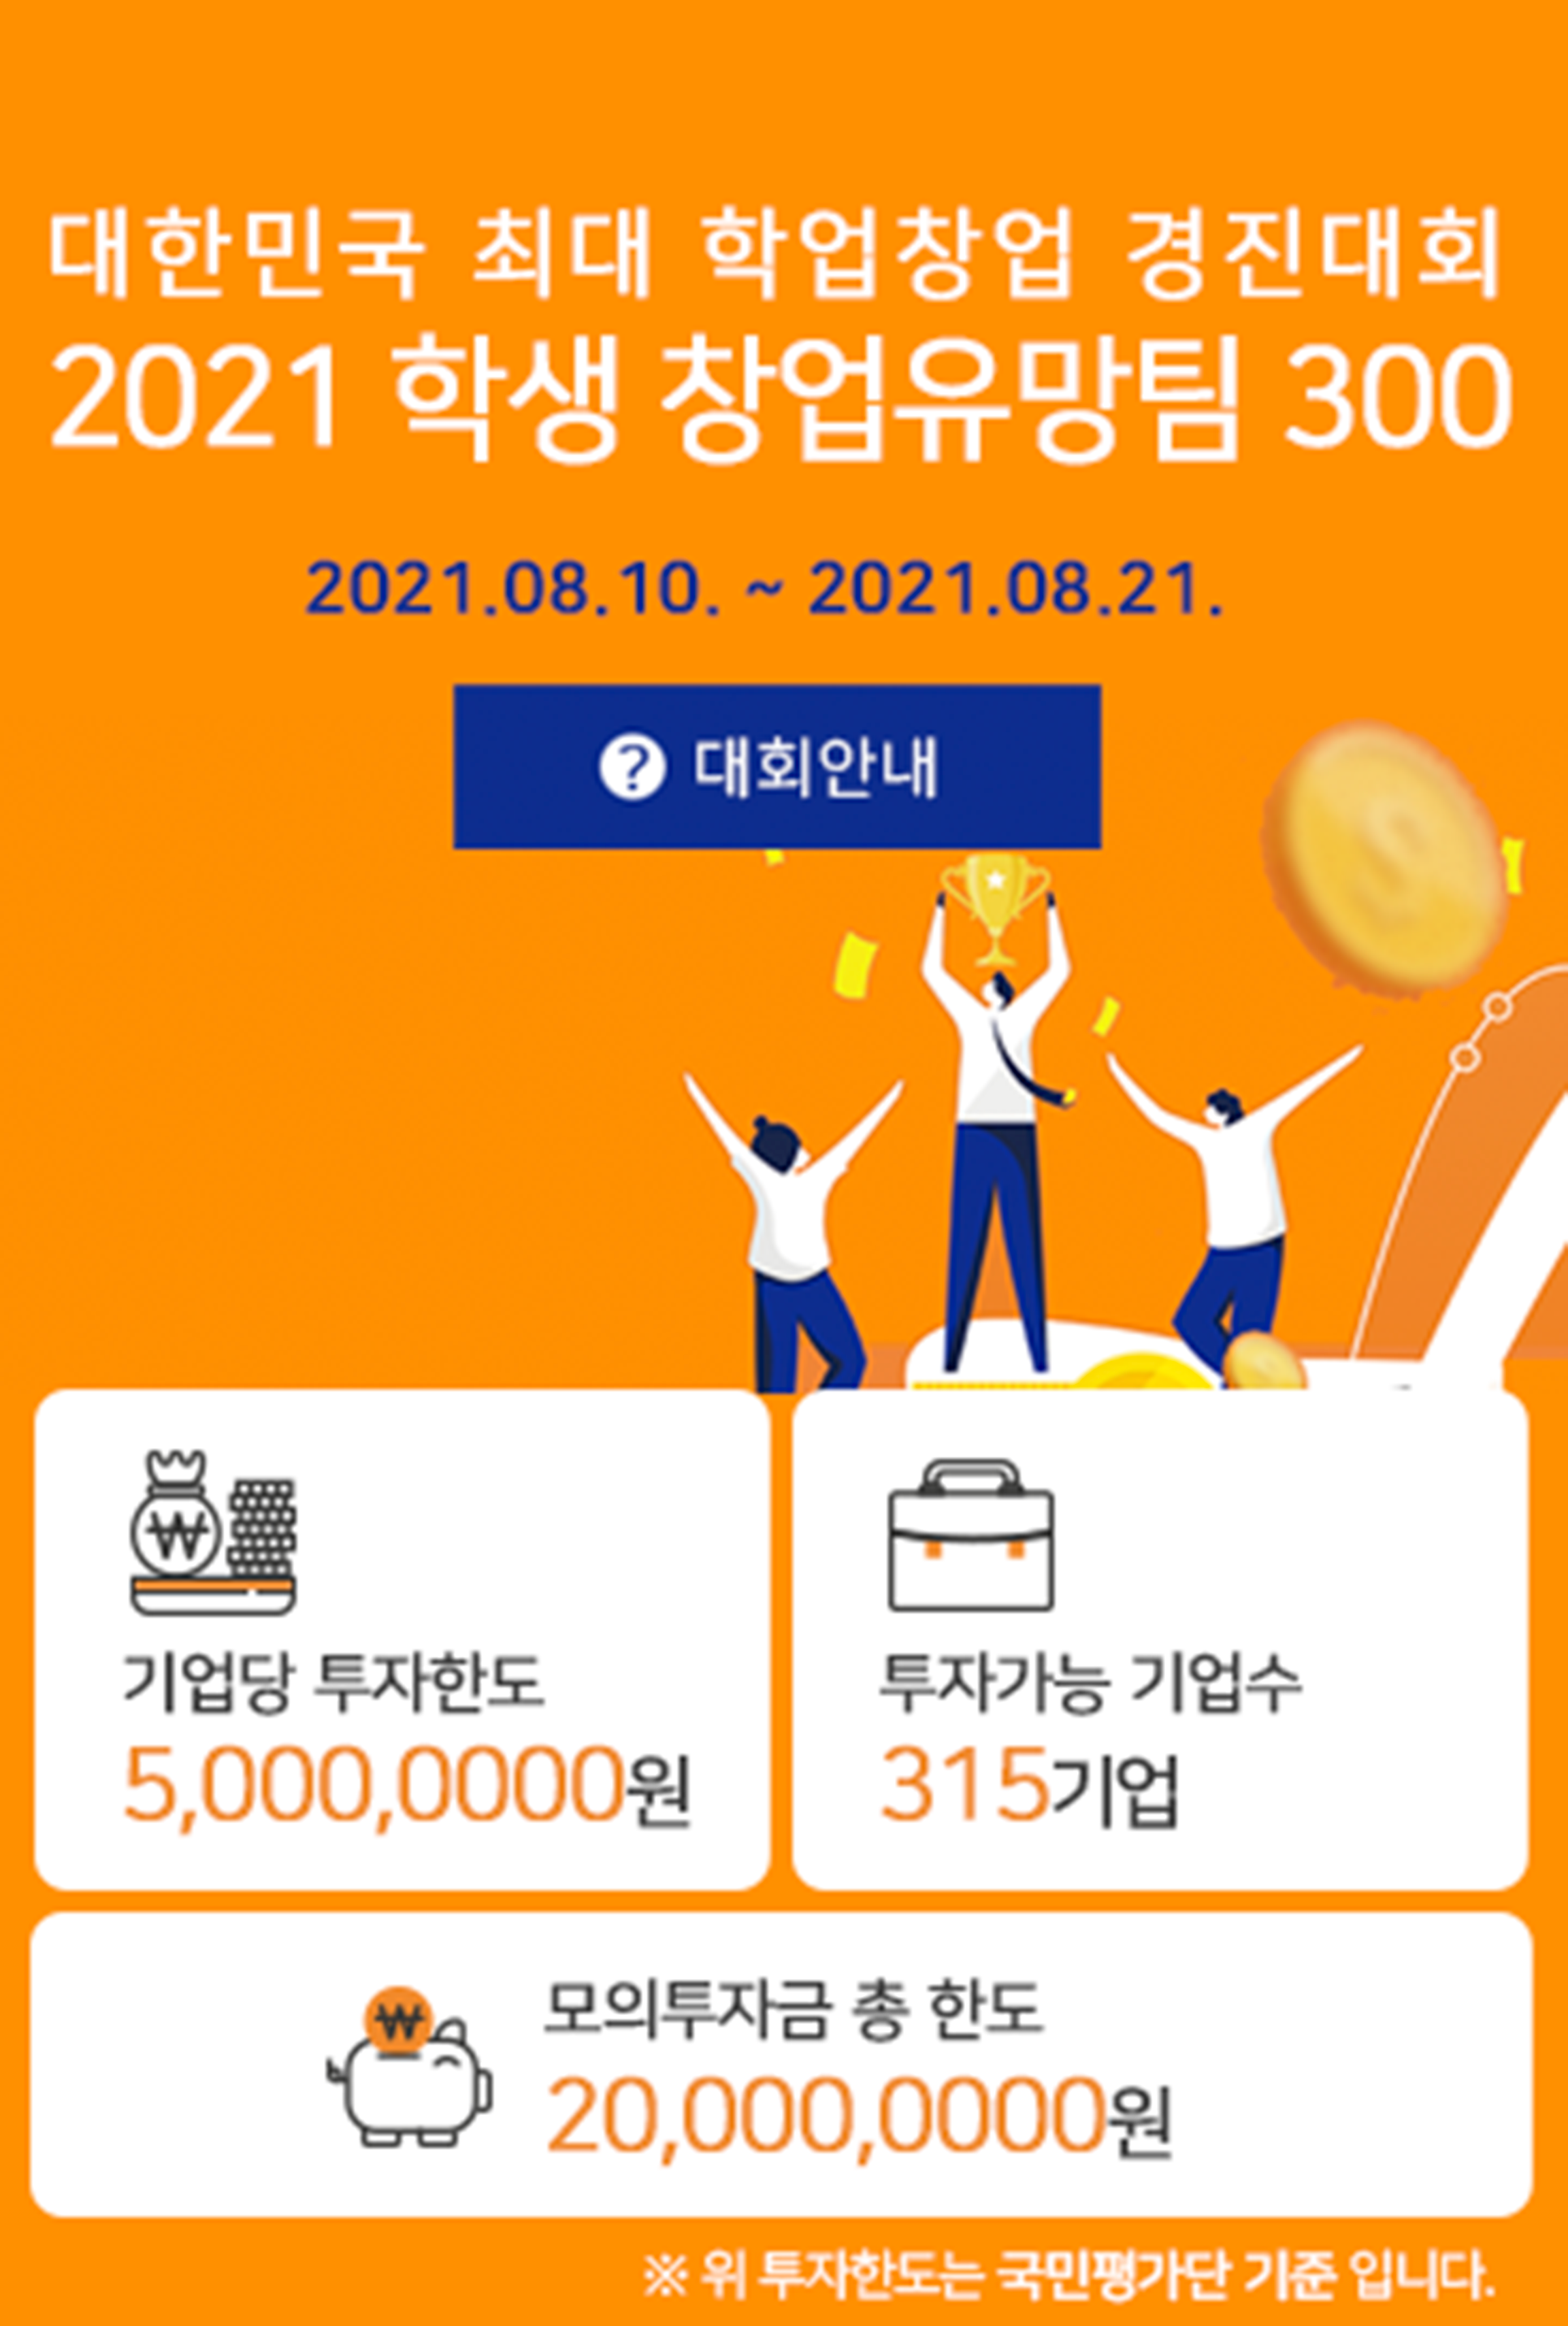 대한민국 최대 학업창업 경진대회
2021 학생 창업유망팀 300
2021.08.10. ~ 2021.08.21.
? 대회안내
₩
기업당 투자한도
5,000,0000원
투자가능 기업수
315기업
₩
모의투자금 총 한도
20,000,0000원
※ 위 투자한도는 국민평가단 기준 입니다.